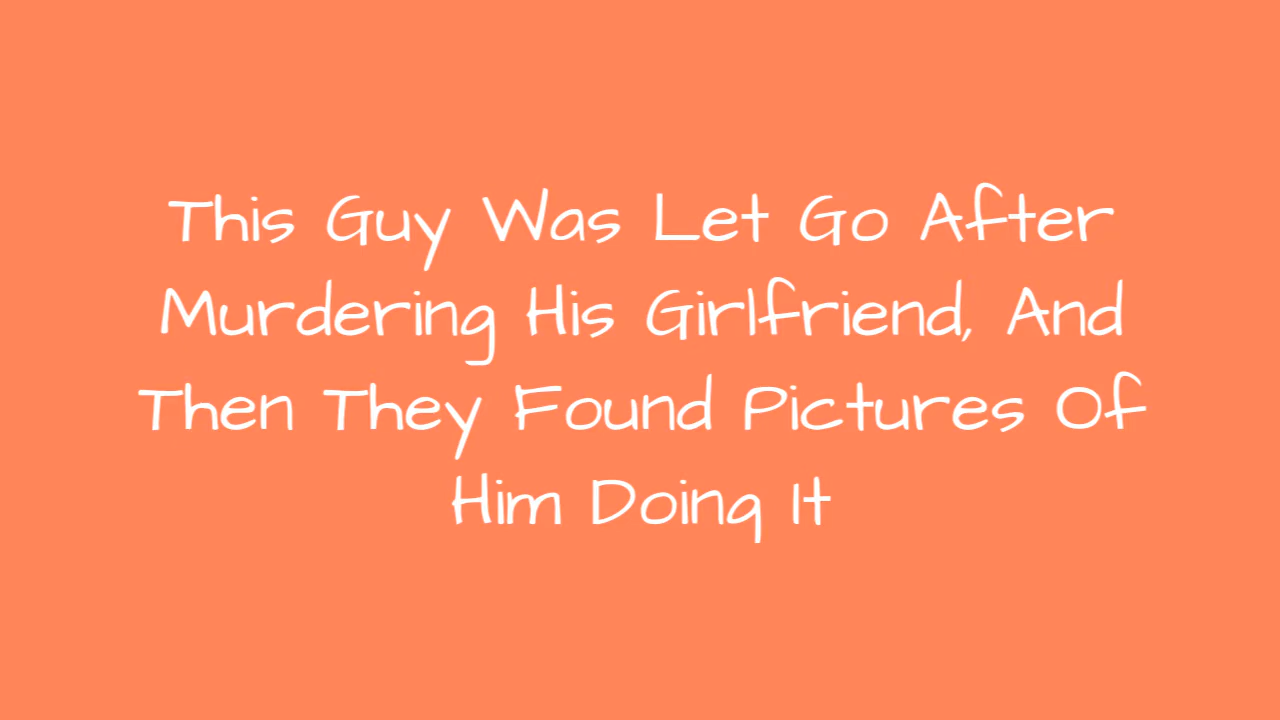 This Guy Was Let Go After
Murdering His Girlfriend, And
Then They Found Pictures Of
Him Doing It